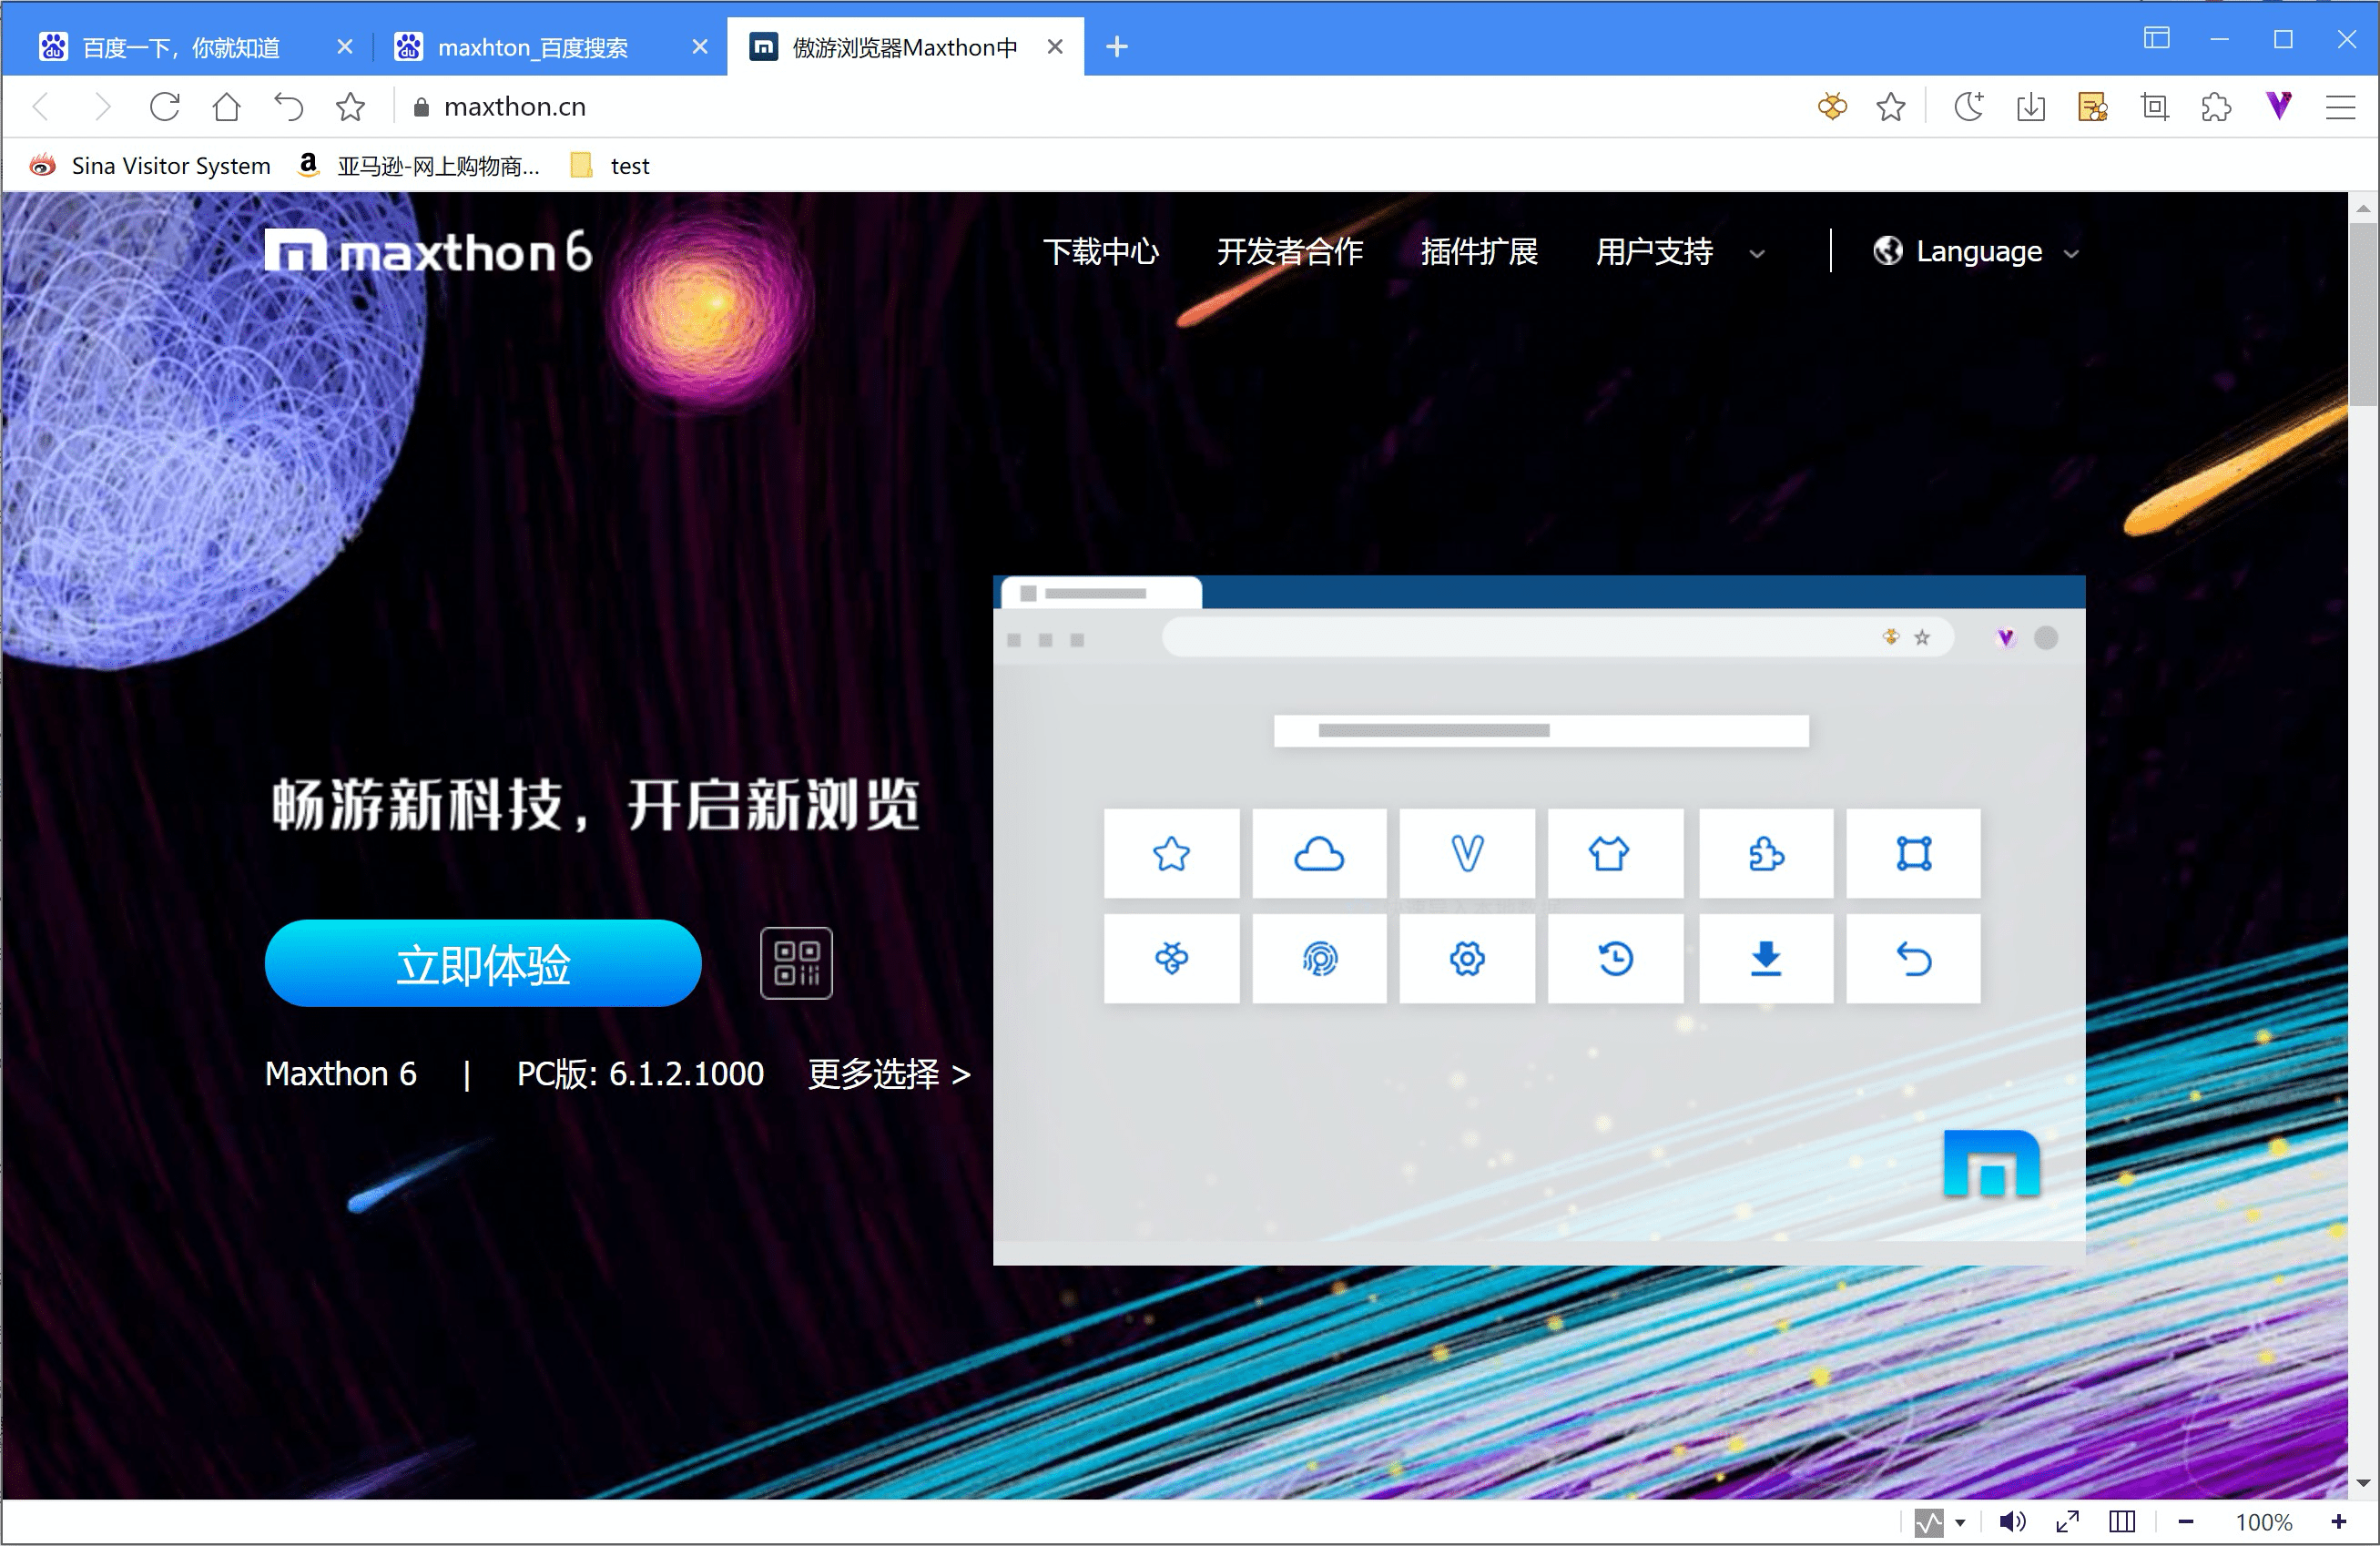 百度一下，你就知道
maxhton_百度搜索
傲游浏览器Maxthon中
maxthon.cn
Sina Visitor System
亚马逊-网上购物商...
test
maxthon 6
下载中心 开发者合作 插件扩展 用户支持 Language
畅游新科技，开启新浏览
立即体验
Maxthon 6 | PC版: 6.1.2.1000 更多选择 >
100%